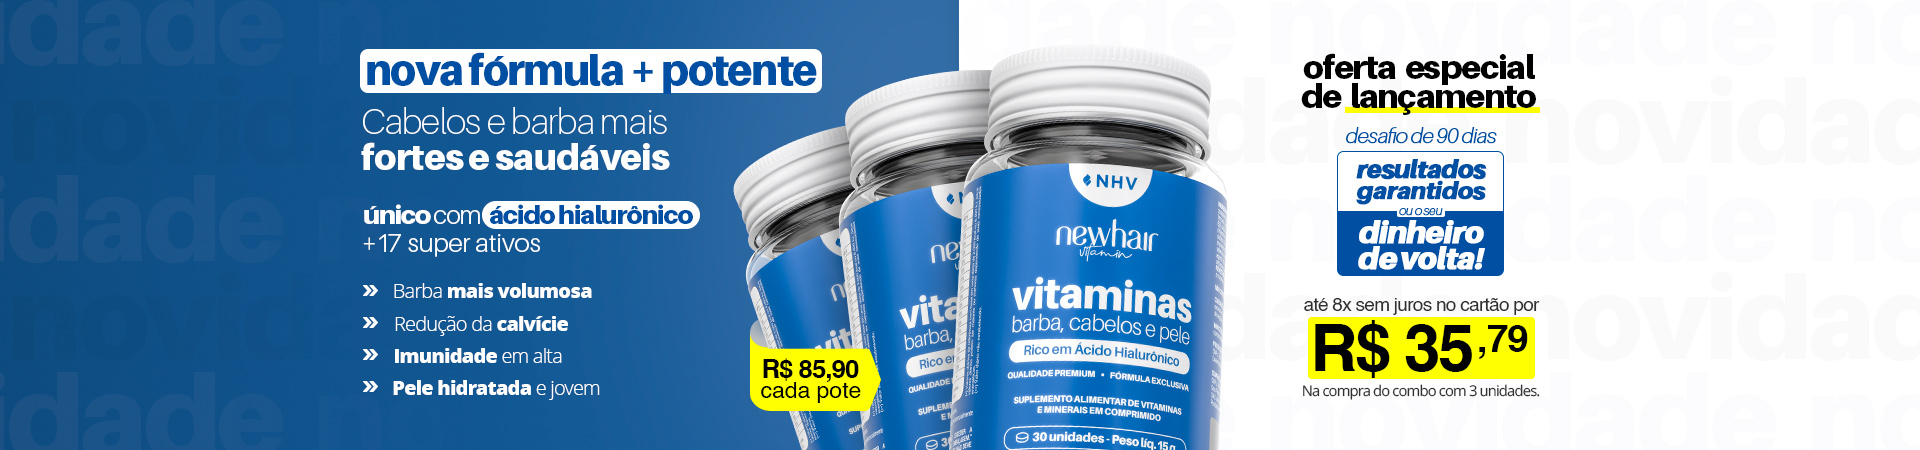 nova fórmula + potente
Cabelos e barba mais
fortes e saudáveis
único com ácido hialurônico
+17 super ativos
» Barba mais volumosa
» Redução da calvície
» Imunidade em alta
» Pele hidratada e jovem
R$ 85,90
cada pote
NHV
newhair
vitamin
vitaminas
barba, cabelos e pele
Rico em Ácido Hialurônico
QUALIDADE PREMIUM • FÓRMULA EXCLUSIVA
SUPLEMENTO ALIMENTAR DE VITAMINAS
E MINERAIS EM COMPRIMIDO
30 unidades - Peso líq. 15g
oferta especial
de lançamento
desafio de 90 dias
resultados
garantidos
ou o seu
dinheiro
de volta!
até 8x sem juros no cartão por
R$ 35,79
Na compra do combo com 3 unidades.